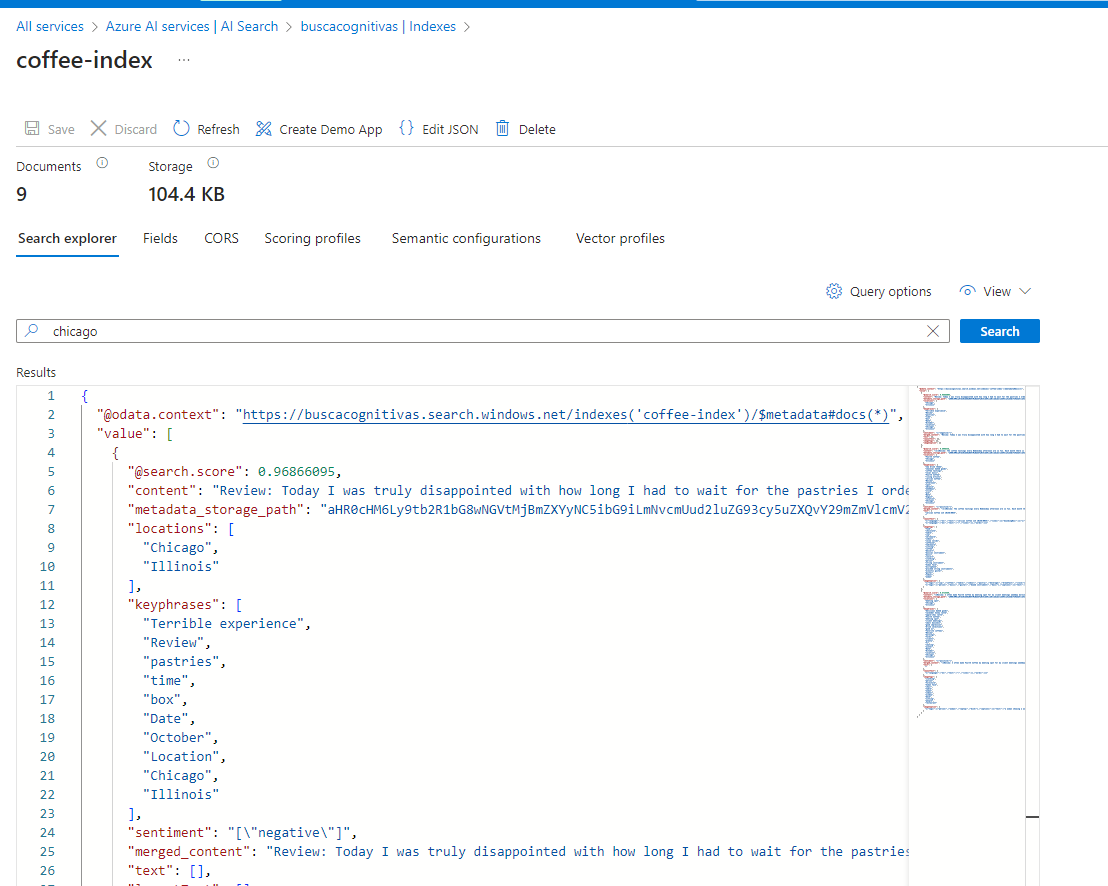 All services > Azure AI services | AI Search > buscacognitivas | Indexes >
coffee-index ...
Save Discard Refresh Create Demo App {} Edit JSON Delete
Documents Storage
9 104.4 KB
Search explorer Fields CORS Scoring profiles Semantic configurations Vector profiles
Query options View
chicago Search
Results
1 {
2 "@odata.context": "https://buscacognitivas.search.windows.net/indexes('coffee-index')/$metadata#docs(*)",
3 "value": [
4 {
5 "@search.score": 0.96866095,
6 "content": "Review: Today I was truly disappointed with how long I had to wait for the pastries I orde
7 "metadata_storage_path":
8 "locations": [
9 "Chicago",
10 "Illinois"
11 ],
12 "keyphrases": [
13 "Terrible experience",
14 "Review",
15 "pastries",
16 "time",
17 "box",
18 "Date",
19 "October",
20 "Location",
21 "Chicago",
22 "Illinois"
23 ],
24 "sentiment": "[\"negative\"]",
25 "merged_content": "Review: Today I was truly disappointed with how long I had to wait for the pastries
26 "text": [],